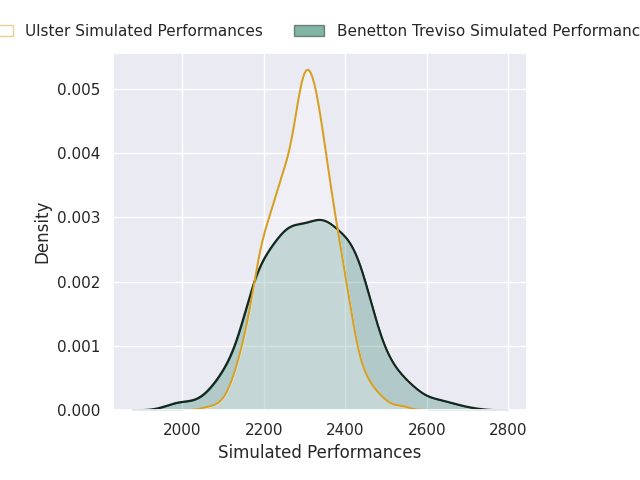 Ulster Simulated Performances
Benetton Treviso Simulated Performanc
0.005
0.004
0.003
0.002
0.001
0.000
Density
2000 2200 2400 2600 2800
Simulated Performances